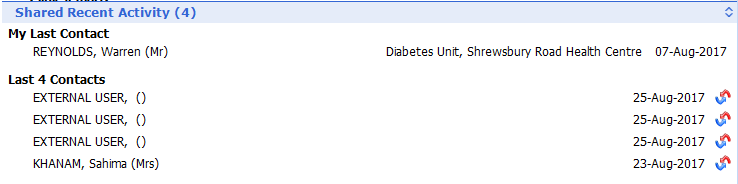 Shared Recent Activity (4)
My Last Contact
REYNOLDS, Warren (Mr) Diabetes Unit, Shrewsbury Road Health Centre 07-Aug-2017
Last 4 Contacts
EXTERNAL USER, () 25-Aug-2017
EXTERNAL USER, () 25-Aug-2017
EXTERNAL USER, () 25-Aug-2017
KHANAM, Sahima (Mrs) 23-Aug-2017